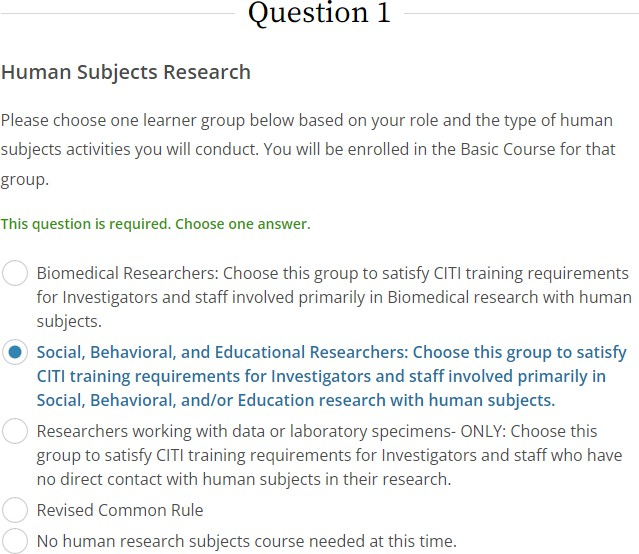 Question 1
Human Subjects Research
Please choose one learner group below based on your role and the type of human
subjects activities you will conduct. You will be enrolled in the Basic Course for that
group.
This question is required. Choose one answer.
Biomedical Researchers: Choose this group to satisfy CITI training requirements
for Investigators and staff involved primarily in Biomedical research with human
subjects.
Social, Behavioral, and Educational Researchers: Choose this group to satisfy
CITI training requirements for Investigators and staff involved primarily in
Social, Behavioral, and/or Education research with human subjects.
Researchers working with data or laboratory specimens- ONLY: Choose this
group to satisfy CITI training requirements for Investigators and staff who have
no direct contact with human subjects in their research.
Revised Common Rule
No human research subjects course needed at this time.